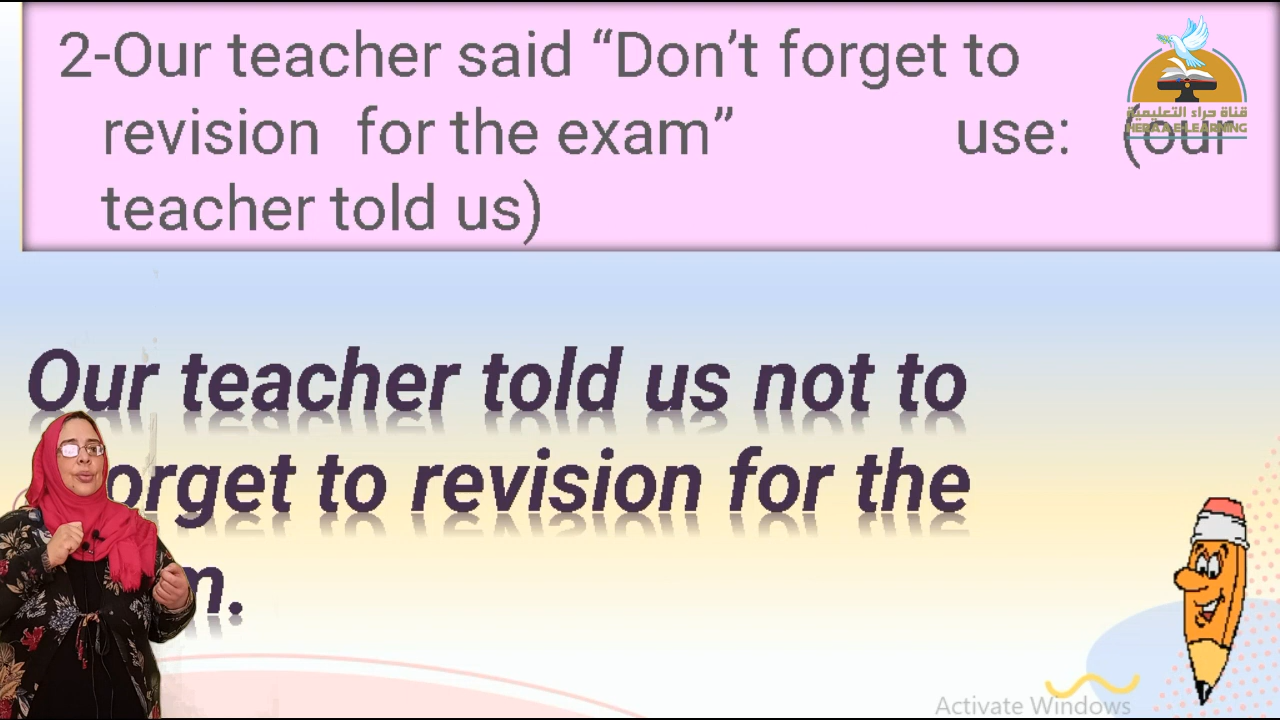 2-Our teacher said “Don’t forget to
revision for the exam” use: (our
teacher told us)
قناة حراء التعليمية
HERAA E-LEARNING
Our teacher told us not to
orget to revision for the
m.
Activate Windows